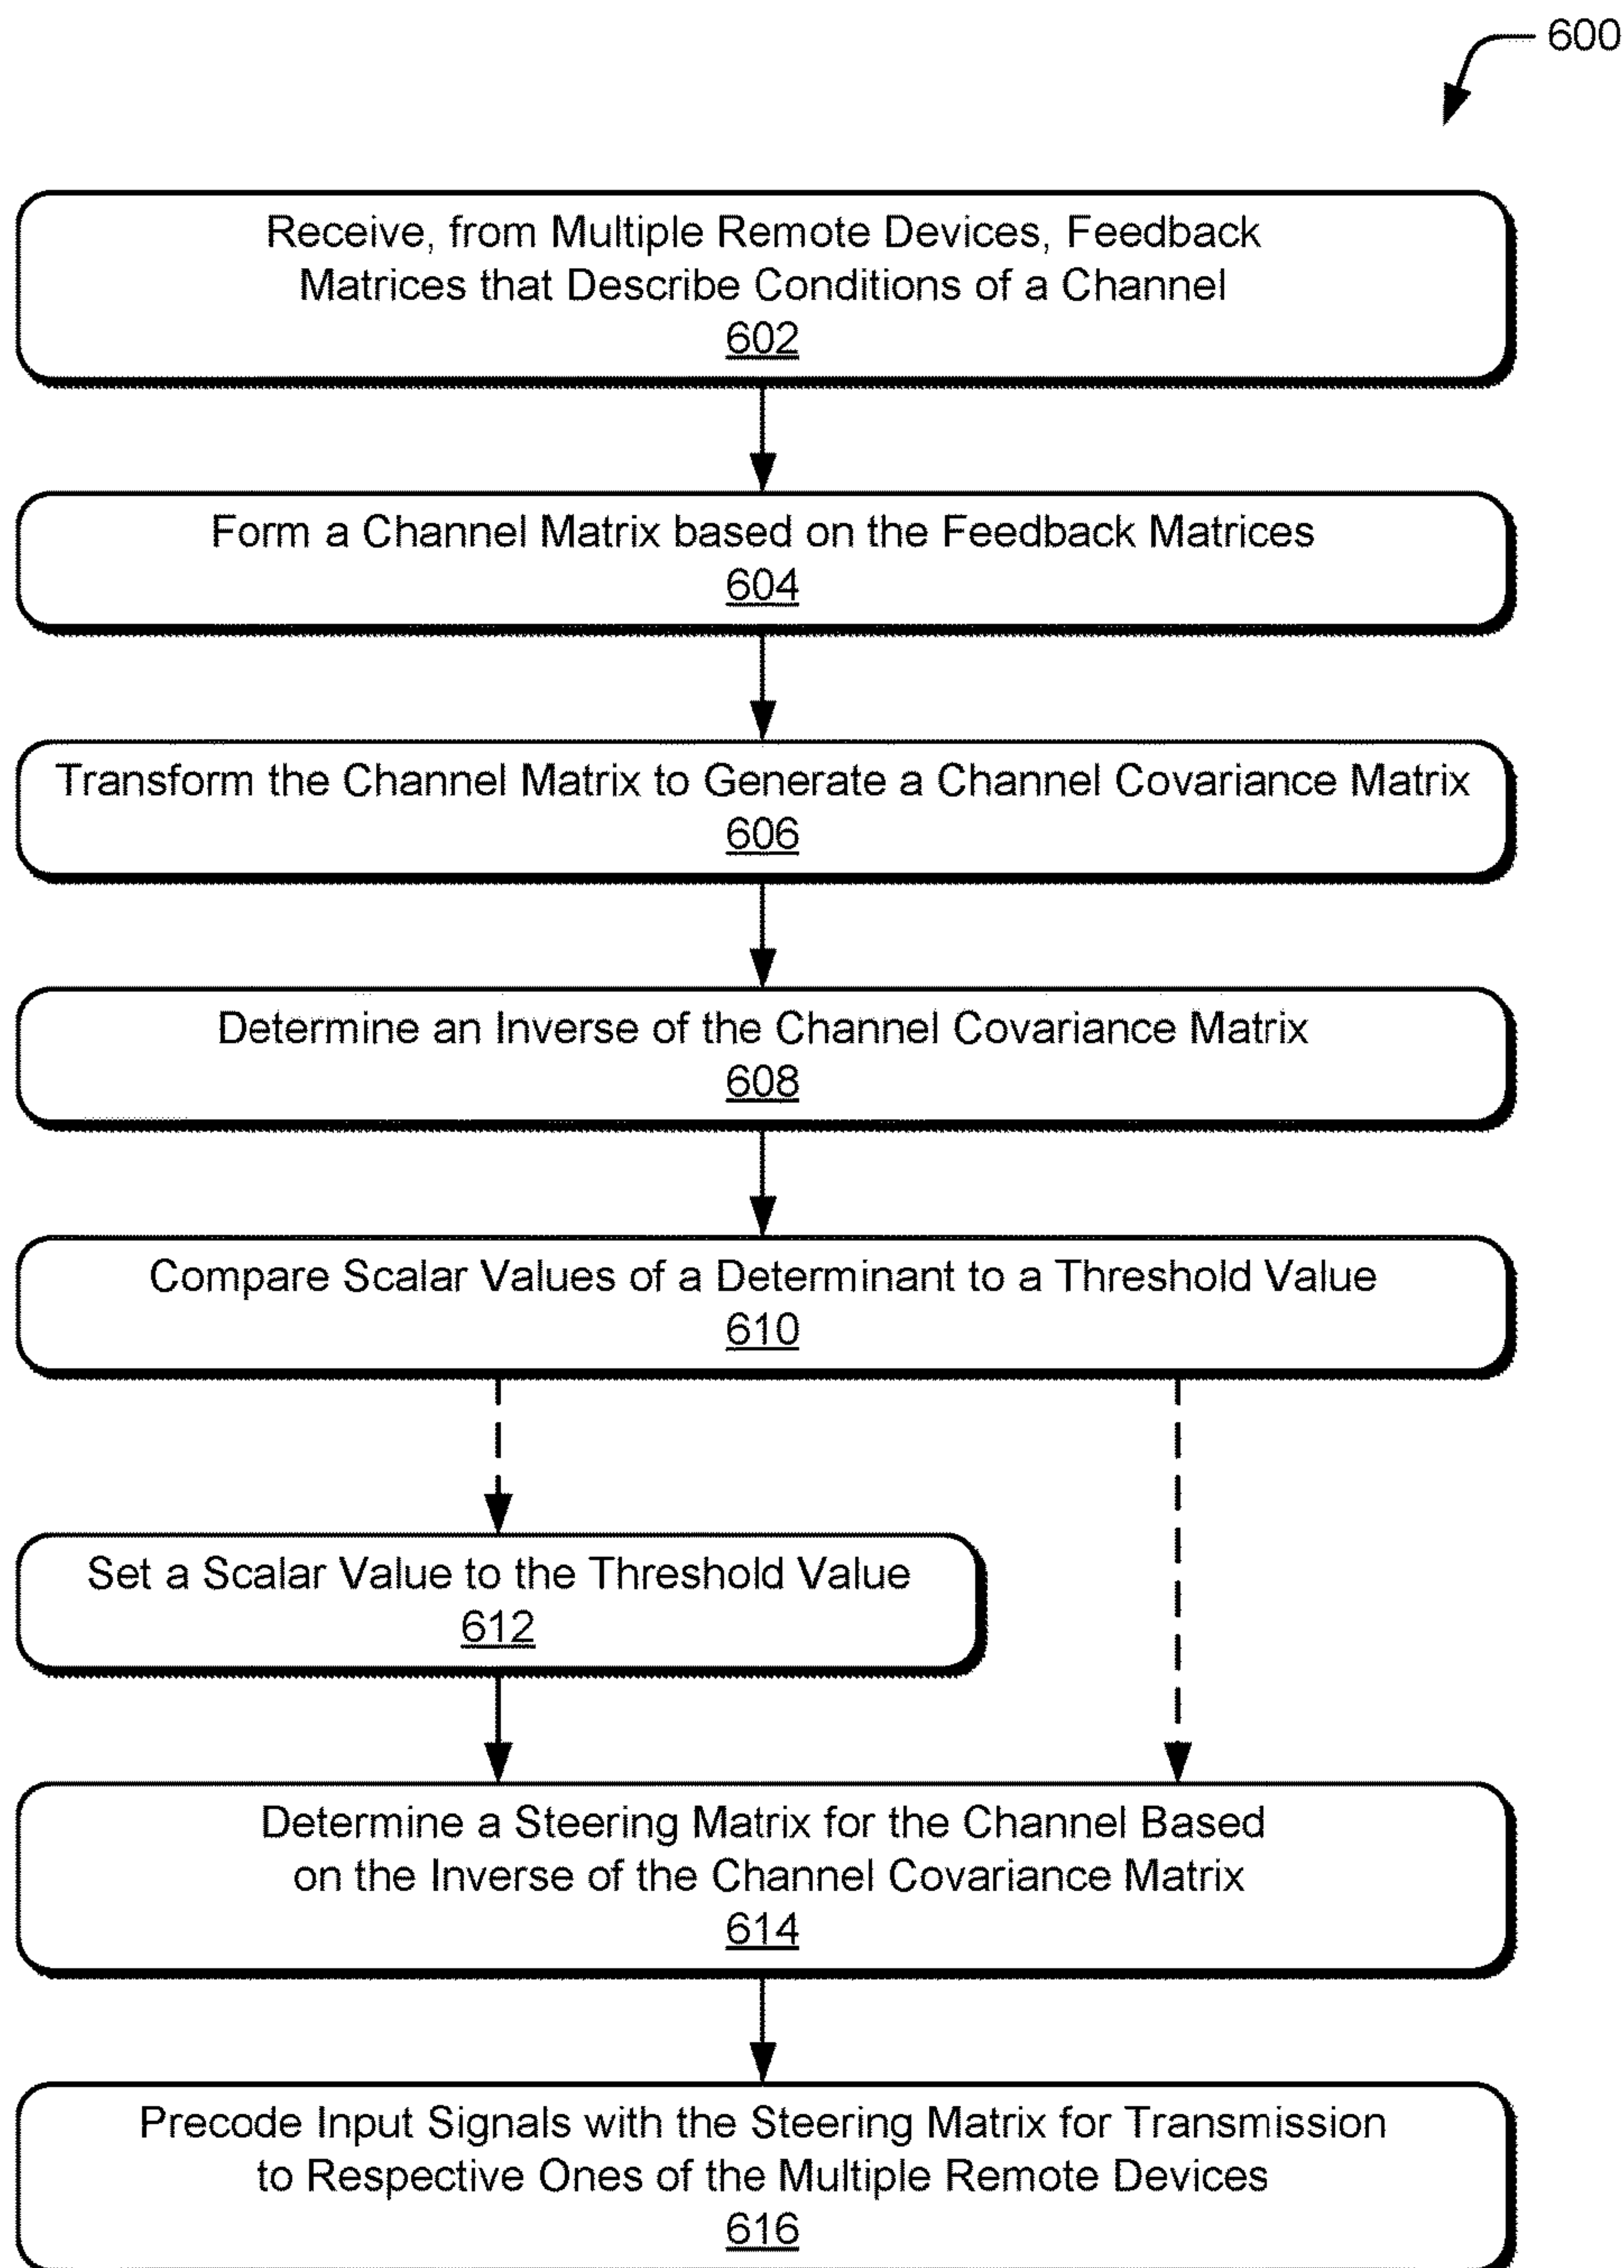 600
Receive, from Multiple Remote Devices, Feedback
Matrices that Describe Conditions of a Channel
602
Form a Channel Matrix based on the Feedback Matrices
604
Transform the Channel Matrix to Generate a Channel Covariance Matrix
606
Determine an Inverse of the Channel Covariance Matrix
608
Compare Scalar Values of a Determinant to a Threshold Value
610
Set a Scalar Value to the Threshold Value
612
Determine a Steering Matrix for the Channel Based
on the Inverse of the Channel Covariance Matrix
614
Precode Input Signals with the Steering Matrix for Transmission
to Respective Ones of the Multiple Remote Devices
616